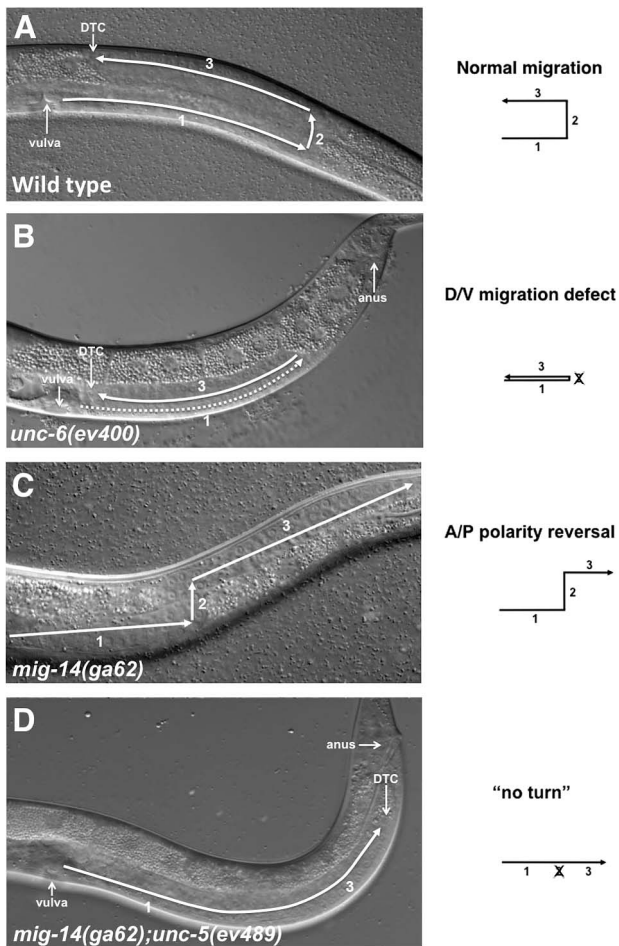 A
DTC
3
1
2
vulva
Wild type
Normal migration
3
2
1
B
anus
DTC
vulva
3
1
unc-6(ev400)
D/V migration defect
3
1
X
C
3
2
1
mig-14(ga62)
A/P polarity reversal
3
2
1
D
anus
DTC
3
1
vulva
mig-14(ga62);unc-5(ev489)
“no turn”
1
X
3